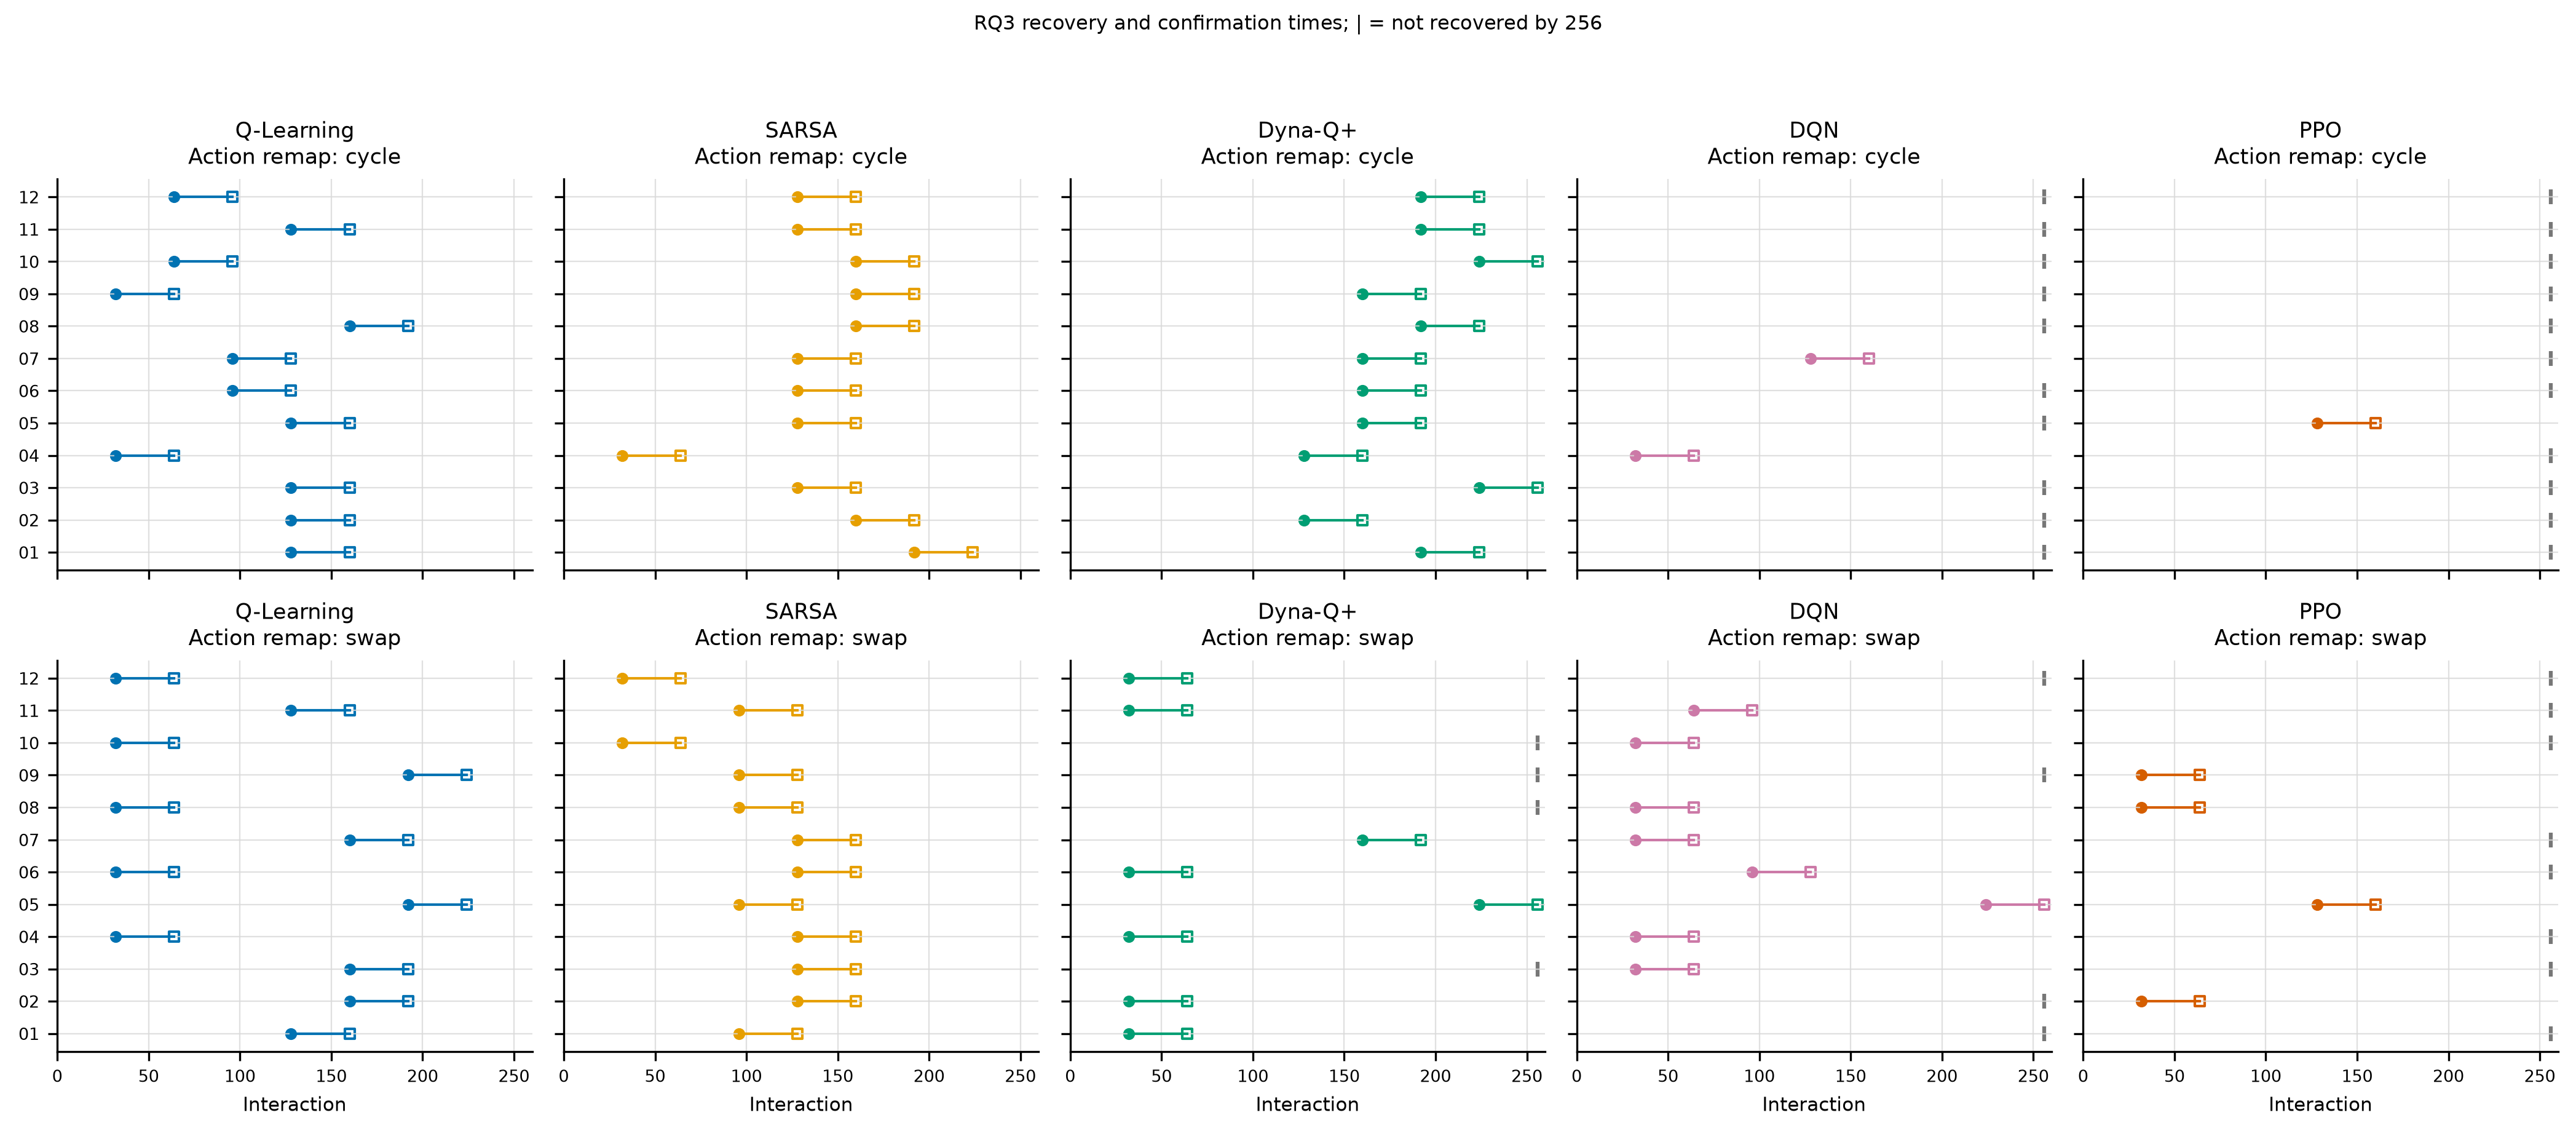 RQ3 recovery and confirmation times; | = not recovered by 256
Q-Learning
Action remap: cycle
SARSA
Action remap: cycle
Dyna-Q+
Action remap: cycle
DQN
Action remap: cycle
PPO
Action remap: cycle
12
11
10
09
08
07
06
05
04
03
02
01
Q-Learning
Action remap: swap
SARSA
Action remap: swap
Dyna-Q+
Action remap: swap
DQN
Action remap: swap
PPO
Action remap: swap
12
11
10
09
08
07
06
05
04
03
02
01
0 50 100 150 200 250
Interaction
0 50 100 150 200 250
Interaction
0 50 100 150 200 250
Interaction
0 50 100 150 200 250
Interaction
0 50 100 150 200 250
Interaction